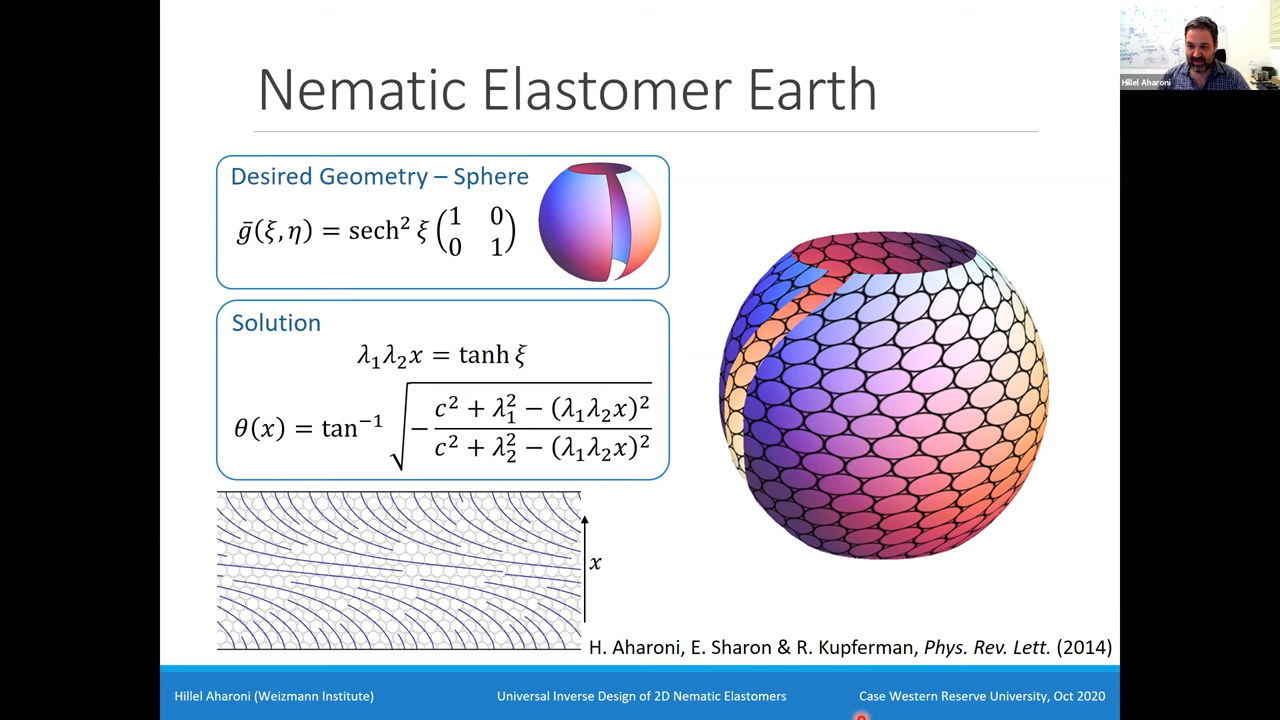 Nematic Elastomer Earth
Hillel Aharoni
Desired Geometry – Sphere
ḡ(ξ, η) = sech² ξ (1 0
0 1)
Solution
λ₁λ₂x = tanh ξ
θ(x) = tan⁻¹ √(− (c² + λ₁² − (λ₁λ₂x)²) / (c² + λ₂² − (λ₁λ₂x)²))
x
H. Aharoni, E. Sharon & R. Kupferman, Phys. Rev. Lett. (2014)
Hillel Aharoni (Weizmann Institute)
Universal Inverse Design of 2D Nematic Elastomers
Case Western Reserve University, Oct 2020